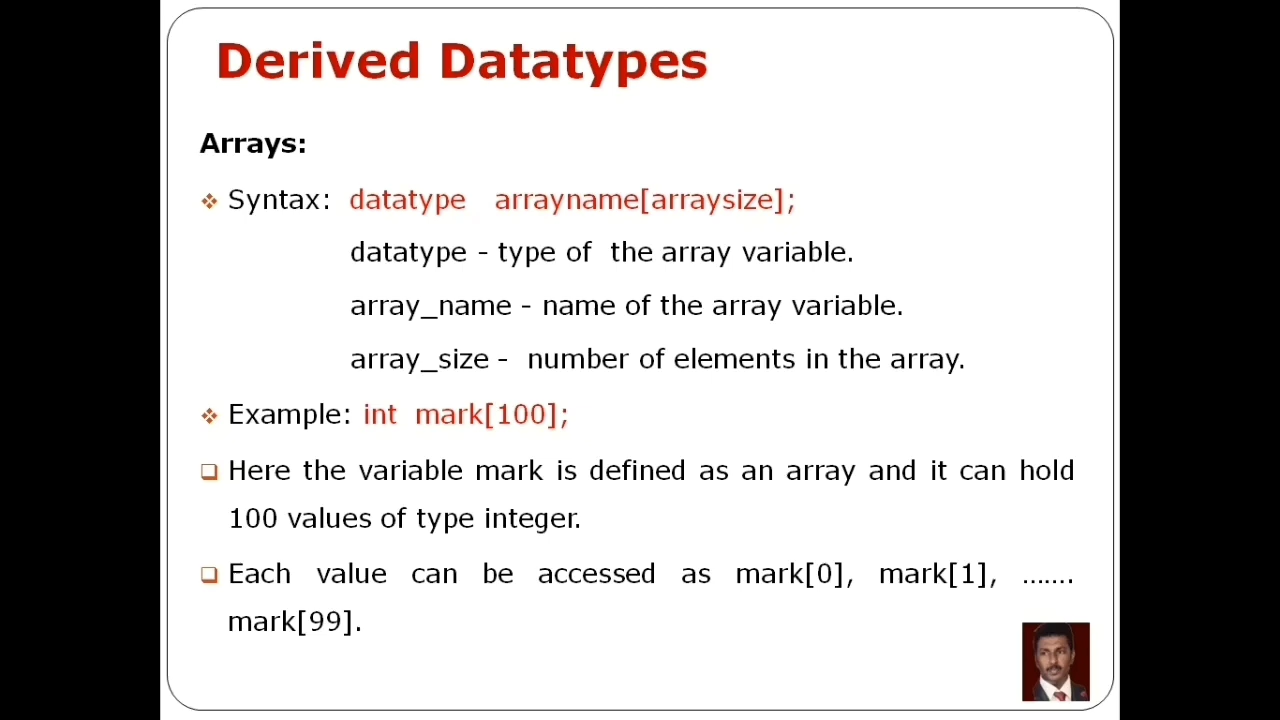 Derived Datatypes
Arrays:
Syntax: datatype arrayname[arraysize];
datatype - type of the array variable.
array_name - name of the array variable.
array_size - number of elements in the array.
Example: int mark[100];
Here the variable mark is defined as an array and it can hold
100 values of type integer.
Each value can be accessed as mark[0], mark[1], …….
mark[99].